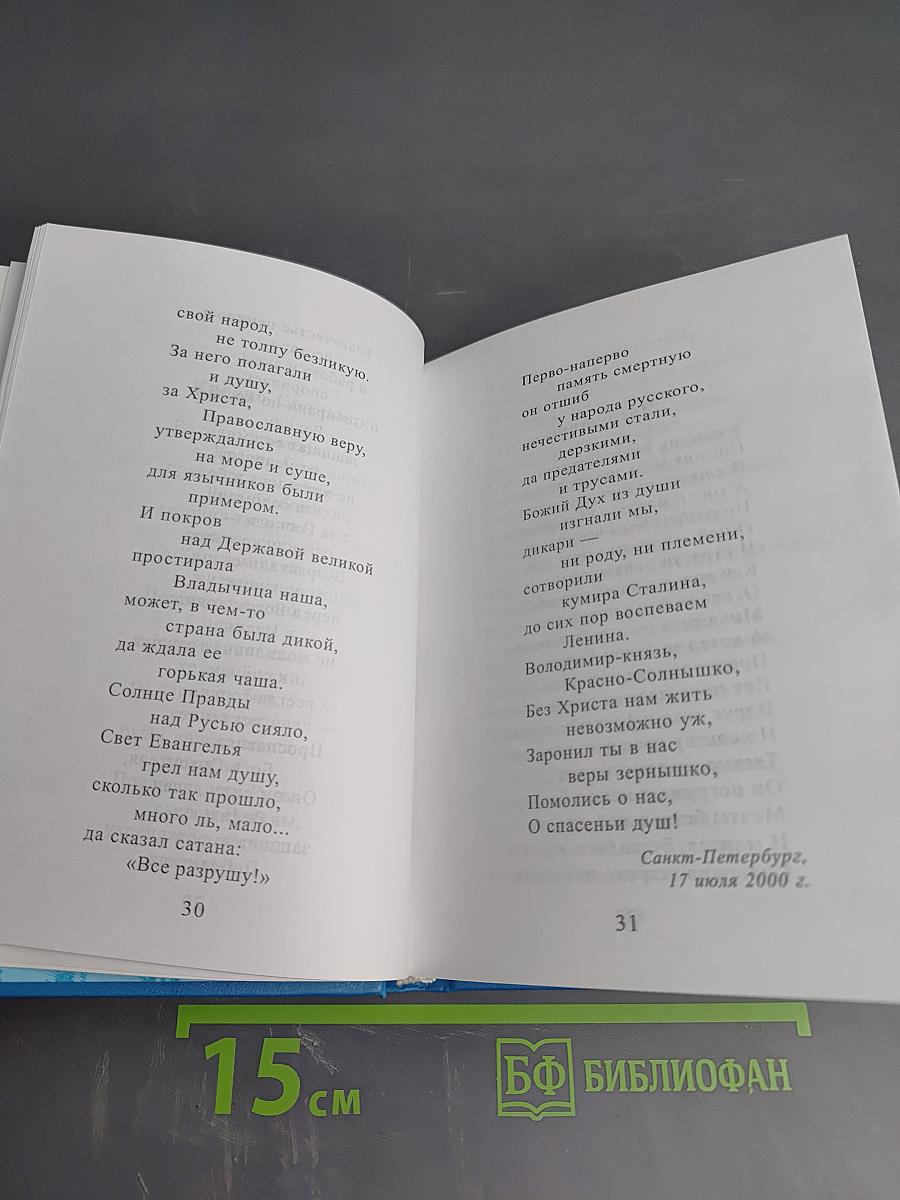 свой народ,
не толпу безликую.
За него полагали
и душу,
за Христа,
Православную веру,
утверждались
на море и суше,
для язычников были
примером.
И покров
над Державой великой
простирала
Владычица наша,
может, в чем-то
страна была дикой,
да ждала ее
горькая чаша.
Солнце Правды
над Русью сияло,
Свет Евангелья
грел нам душу,
сколько так прошло,
много ль, мало...
да сказал сатана:
«Все разрушу!»
30
Перво-наперво
память смертную
он отшиб
у народа русского,
нечестивыми стали,
дерзкими,
да предателями
и трусами.
Божий Дух из души
изгнали мы,
дикари —
ни роду, ни племени,
сотворили
кумира Сталина,
до сих пор воспеваем
Ленина.
Володимир-князь,
Красно-Солнышко,
Без Христа нам жить
невозможно уж,
Заронил ты в нас
веры зернышко,
Помолись о нас,
О спасеньи душ!
Санкт-Петербург,
17 июля 2000 г.
31
15 см
БФ БИБЛИОФАН